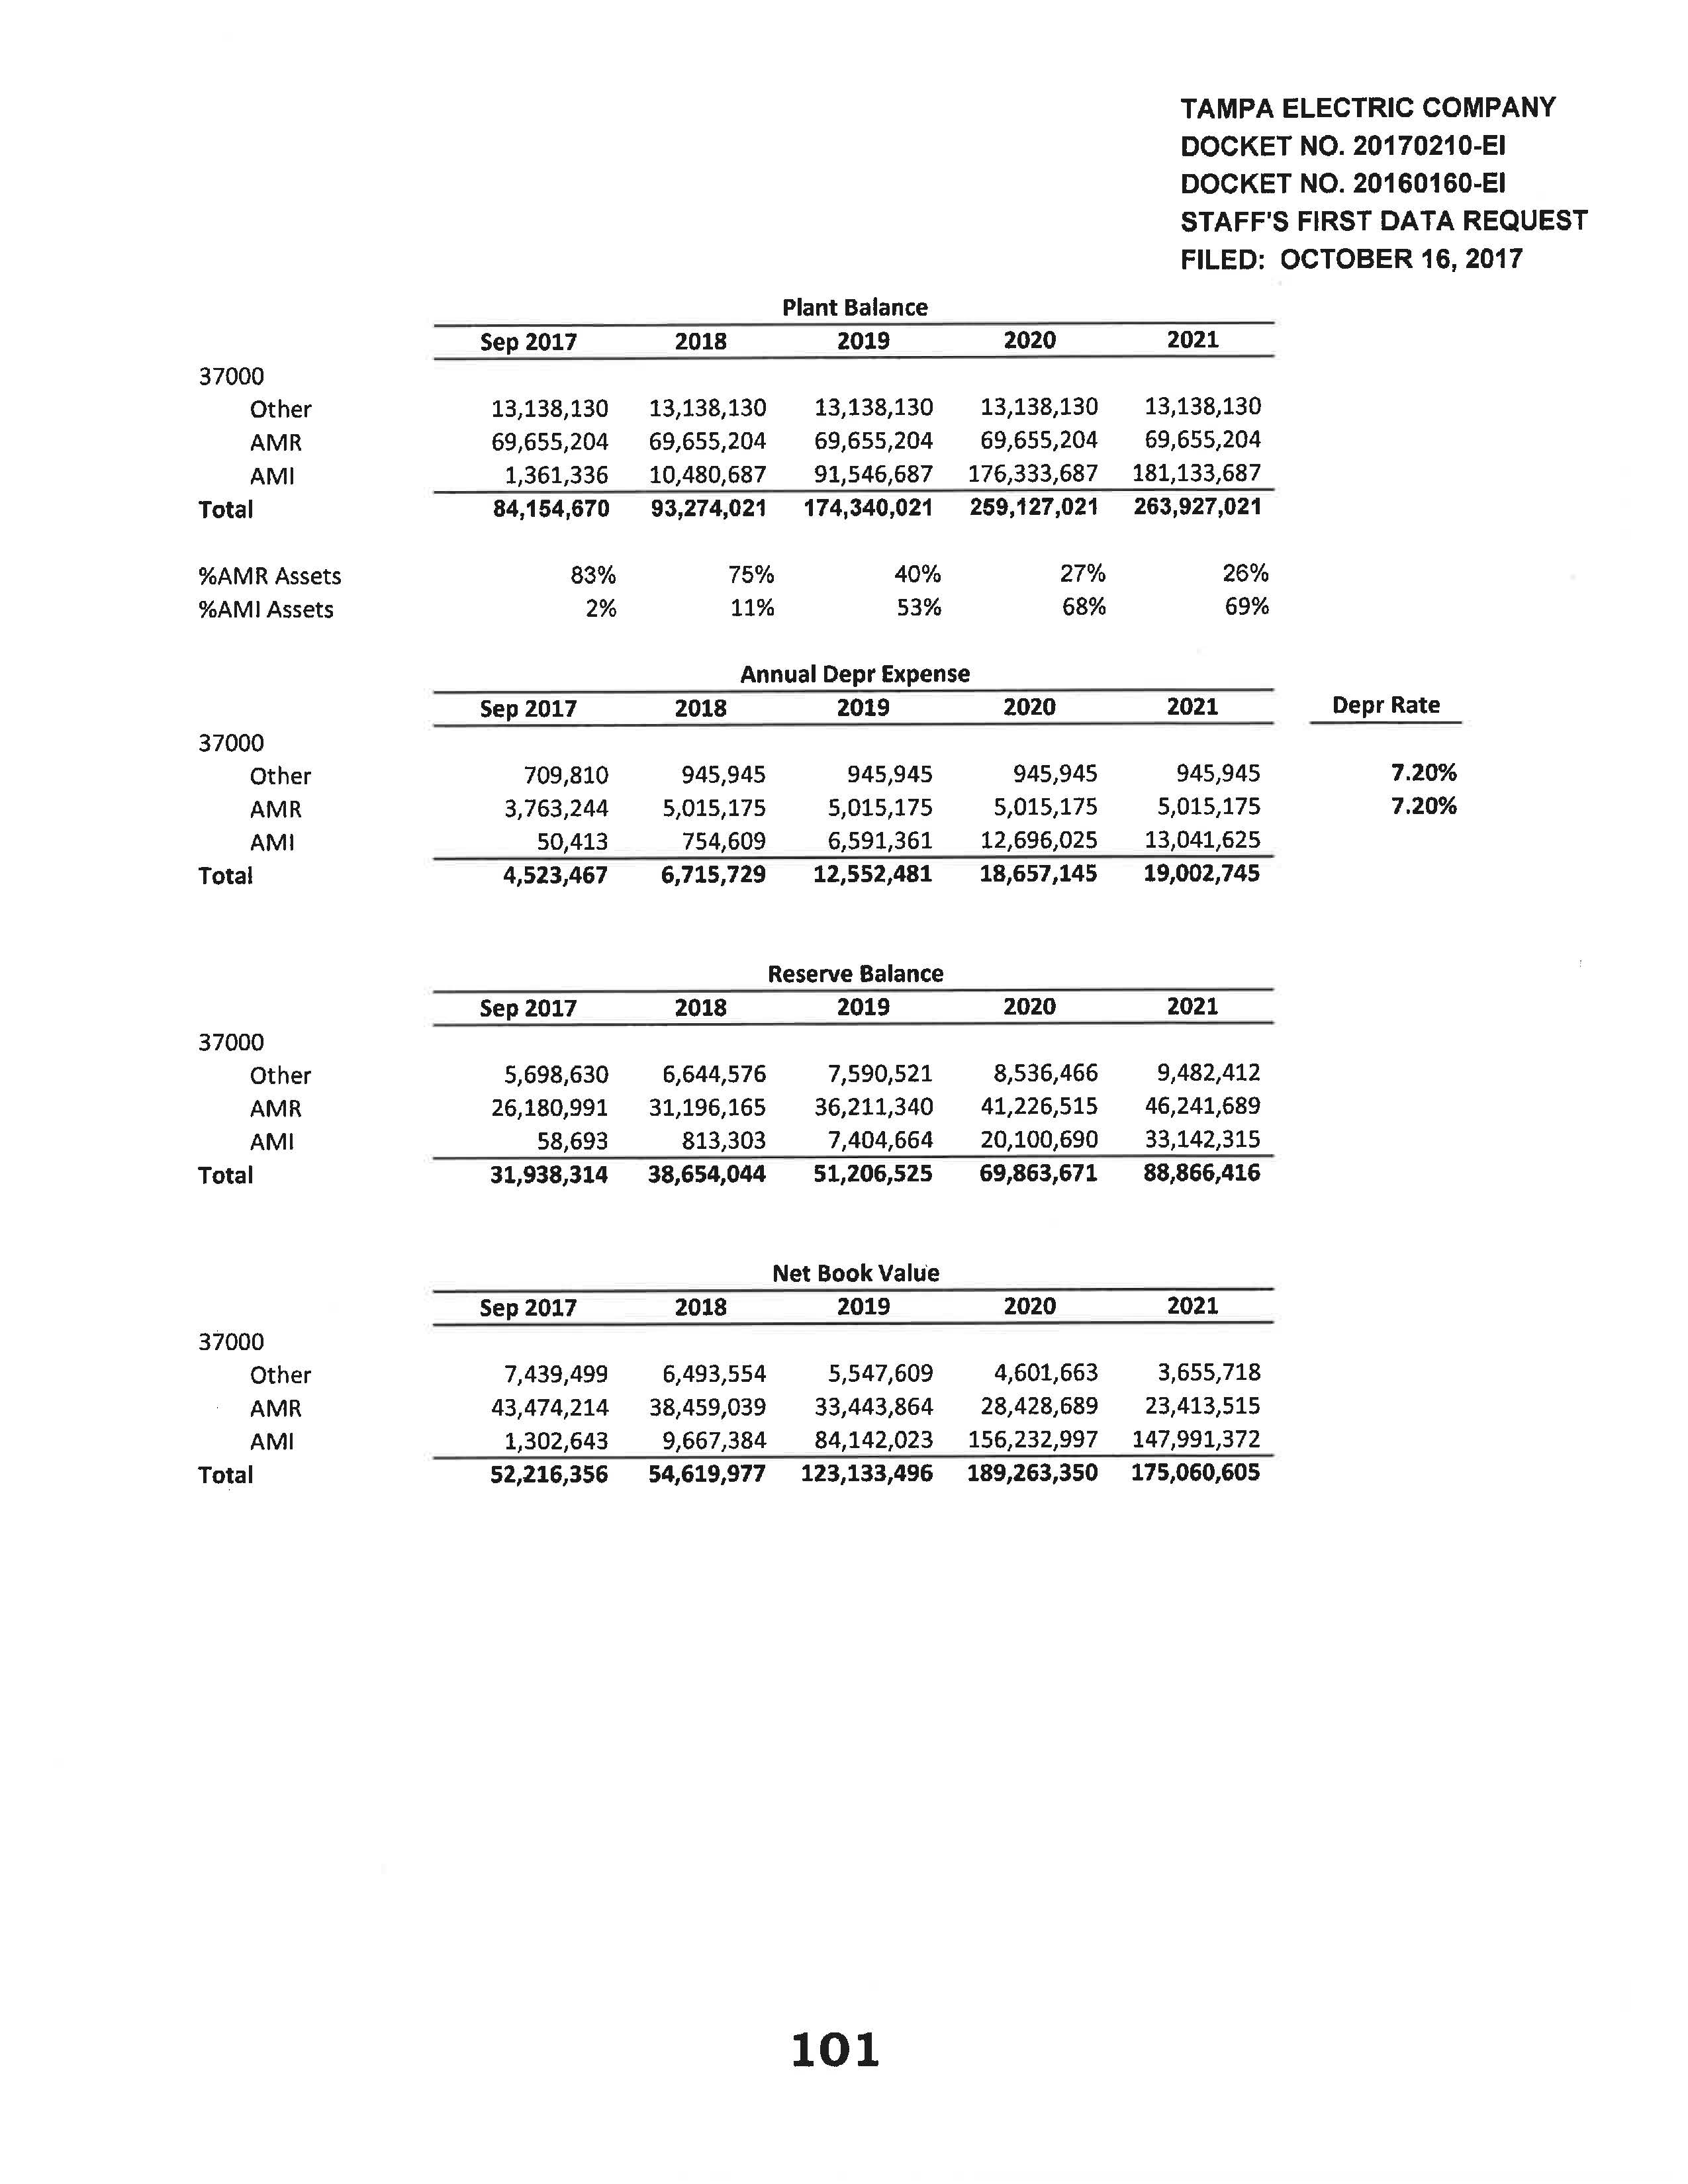 TAMPA ELECTRIC COMPANY
DOCKET NO. 20170210-EI
DOCKET NO. 20160160-EI
STAFF'S FIRST DATA REQUEST
FILED: OCTOBER 16, 2017
Plant Balance
Sep 2017 2018 2019 2020 2021
37000
Other 13,138,130 13,138,130 13,138,130 13,138,130 13,138,130
AMR 69,655,204 69,655,204 69,655,204 69,655,204 69,655,204
AMI 1,361,336 10,480,687 91,546,687 176,333,687 181,133,687
Total 84,154,670 93,274,021 174,340,021 259,127,021 263,927,021
%AMR Assets 83% 75% 40% 27% 26%
%AMI Assets 2% 11% 53% 68% 69%
Annual Depr Expense
Sep 2017 2018 2019 2020 2021 Depr Rate
37000
Other 709,810 945,945 945,945 945,945 945,945 7.20%
AMR 3,763,244 5,015,175 5,015,175 5,015,175 5,015,175 7.20%
AMI 50,413 754,609 6,591,361 12,696,025 13,041,625
Total 4,523,467 6,715,729 12,552,481 18,657,145 19,002,745
Reserve Balance
Sep 2017 2018 2019 2020 2021
37000
Other 5,698,630 6,644,576 7,590,521 8,536,466 9,482,412
AMR 26,180,991 31,196,165 36,211,340 41,226,515 46,241,689
AMI 58,693 813,303 7,404,664 20,100,690 33,142,315
Total 31,938,314 38,654,044 51,206,525 69,863,671 88,866,416
Net Book Value
Sep 2017 2018 2019 2020 2021
37000
Other 7,439,499 6,493,554 5,547,609 4,601,663 3,655,718
AMR 43,474,214 38,459,039 33,443,864 28,428,689 23,413,515
AMI 1,302,643 9,667,384 84,142,023 156,232,997 147,991,372
Total 52,216,356 54,619,977 123,133,496 189,263,350 175,060,605
101